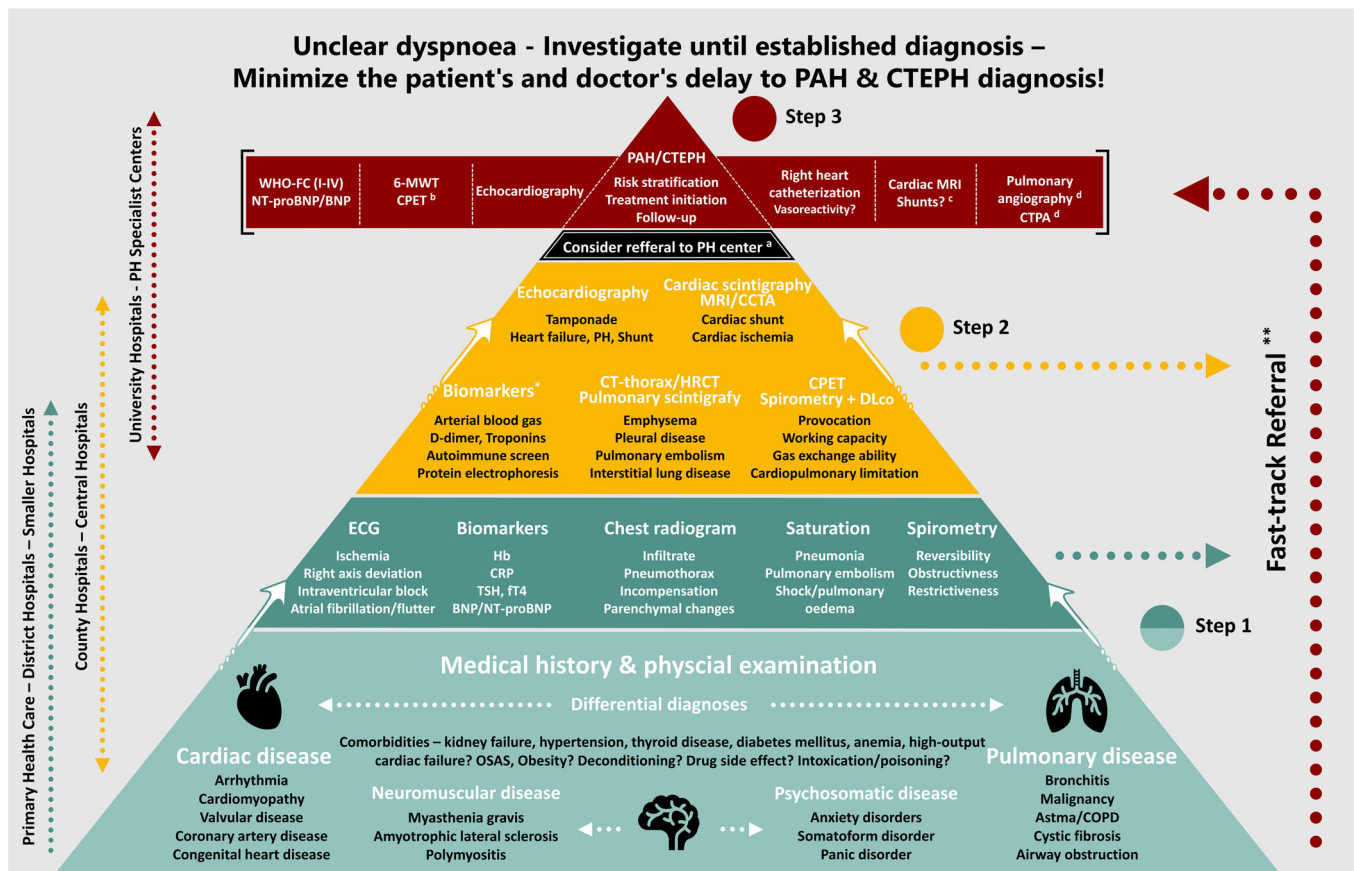 Unclear dyspnoea - Investigate until established diagnosis –
Minimize the patient's and doctor's delay to PAH & CTEPH diagnosis!
Step 3
PAH/CTEPH
Risk stratification
Treatment initiation
Follow-up
WHO-FC (I-IV)
NT-proBNP/BNP
6-MWT
CPET b
Echocardiography
Right heart
catheterization
Vasoreactivity?
Cardiac MRI
Shunts? c
Pulmonary
angiography d
CTPA d
Consider refferal to PH center a
Step 2
Echocardiography
Tamponade
Heart failure, PH, Shunt
Cardiac scintigraphy
MRI/CCTA
Cardiac shunt
Cardiac ischemia
Biomarkers*
Arterial blood gas
D-dimer, Troponins
Autoimmune screen
Protein electrophoresis
CT-thorax/HRCT
Pulmonary scintigrafy
Emphysema
Pleural disease
Pulmonary embolism
Interstitial lung disease
CPET
Spirometry + DLco
Provocation
Working capacity
Gas exchange ability
Cardiopulmonary limitation
ECG
Ischemia
Right axis deviation
Intraventricular block
Atrial fibrillation/flutter
Biomarkers
Hb
CRP
TSH, fT4
BNP/NT-proBNP
Chest radiogram
Infiltrate
Pneumothorax
Incompensation
Parenchymal changes
Saturation
Pneumonia
Pulmonary embolism
Shock/pulmonary
oedema
Spirometry
Reversibility
Obstructivness
Restrictiveness
Step 1
Medical history & physcial examination
Differential diagnoses
Comorbidities – kidney failure, hypertension, thyroid disease, diabetes mellitus, anemia, high-output
cardiac failure? OSAS, Obesity? Deconditioning? Drug side effect? Intoxication/poisoning?
Cardiac disease
Arrhythmia
Cardiomyopathy
Valvular disease
Coronary artery disease
Congenital heart disease
Neuromuscular disease
Myasthenia gravis
Amyotrophic lateral sclerosis
Polymyositis
Psychosomatic disease
Anxiety disorders
Somatoform disorder
Panic disorder
Pulmonary disease
Bronchitis
Malignancy
Astma/COPD
Cystic fibrosis
Airway obstruction
Primary Health Care – District Hospitals – Smaller Hospitals
County Hospitals – Central Hospitals
University Hospitals - PH Specialist Centers
Fast-track Referral **